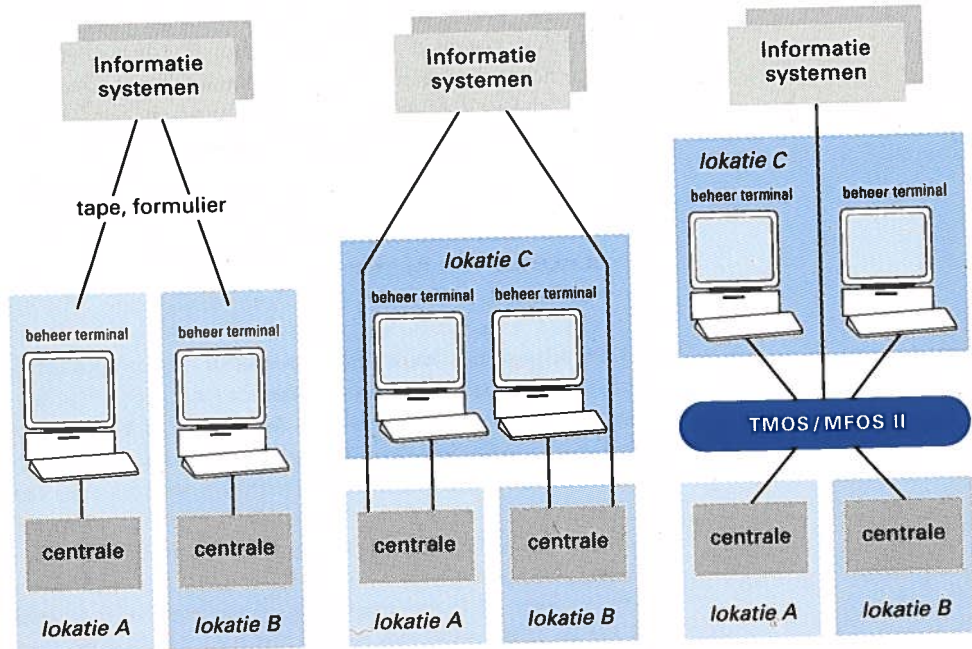 Informatie
systemen
tape, formulier
beheer terminal
beheer terminal
centrale
centrale
lokatie A
lokatie B
Informatie
systemen
lokatie C
beheer terminal
beheer terminal
centrale
centrale
lokatie A
lokatie B
Informatie
systemen
lokatie C
beheer terminal
beheer terminal
TMOS/MFOS II
centrale
centrale
lokatie A
lokatie B